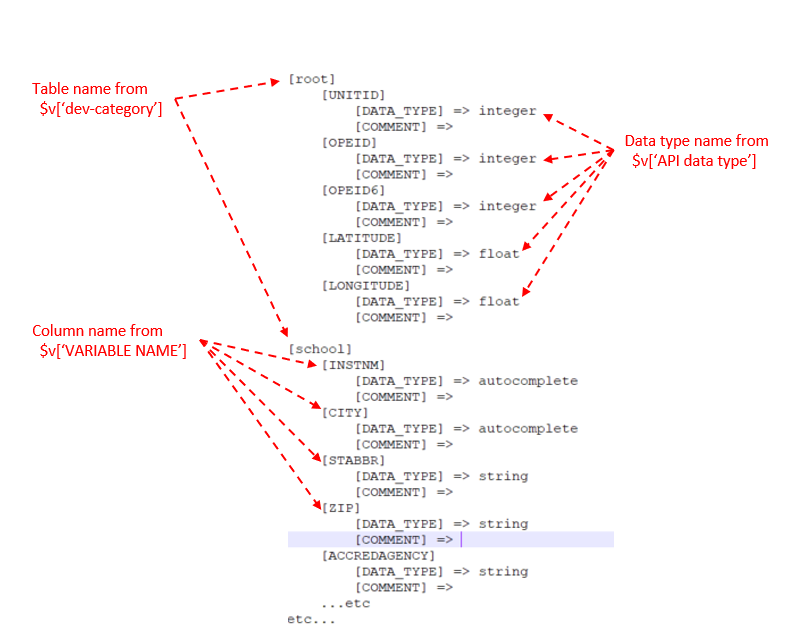 Table name from
$v[‘dev-category’]
[root]
[UNITID]
[DATA_TYPE] => integer
[COMMENT] =>
[OPEID]
[DATA_TYPE] => integer
[COMMENT] =>
[OPEID6]
[DATA_TYPE] => integer
[COMMENT] =>
[LATITUDE]
[DATA_TYPE] => float
[COMMENT] =>
[LONGITUDE]
[DATA_TYPE] => float
[COMMENT] =>
Data type name from
$v[‘API data type’]
Column name from
$v[‘VARIABLE NAME’]
[school]
[INSTNM]
[DATA_TYPE] => autocomplete
[COMMENT] =>
[CITY]
[DATA_TYPE] => autocomplete
[COMMENT] =>
[STABBR]
[DATA_TYPE] => string
[COMMENT] =>
[ZIP]
[DATA_TYPE] => string
[COMMENT] =>
[ACCREDAGENCY]
[DATA_TYPE] => string
[COMMENT] =>
...etc
etc...